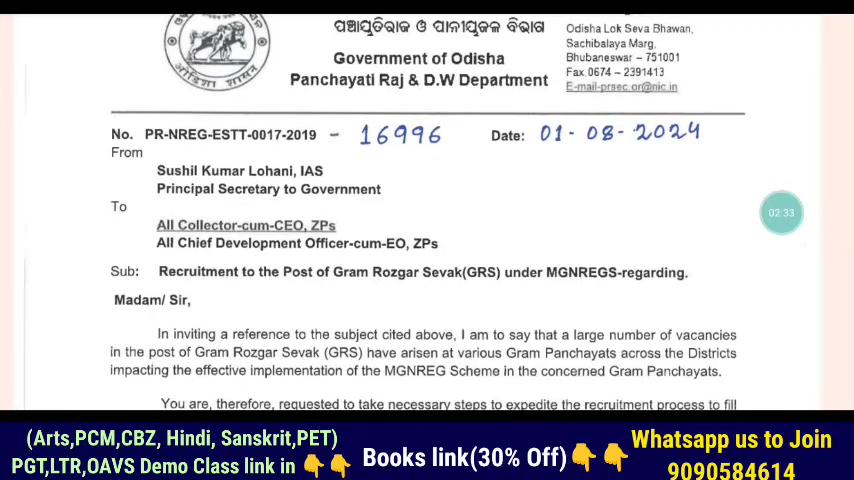 ପଞ୍ଚାୟତିରାଜ ଓ ପାନୀୟଜଳ ବିଭାଗ
Government of Odisha
Panchayati Raj & D.W Department
ଓଡ଼ିଶା ଶାସନ
Odisha Lok Seva Bhawan,
Sachibalaya Marg,
Bhubaneswar – 751001
Fax.0674 – 2391413
E-mail-prsec.or@nic.in
No. PR-NREG-ESTT-0017-2019 - 16996 Date: 01-08-2024
From
Sushil Kumar Lohani, IAS
Principal Secretary to Government
To
All Collector-cum-CEO, ZPs
All Chief Development Officer-cum-EO, ZPs
02:33
Sub: Recruitment to the Post of Gram Rozgar Sevak(GRS) under MGNREGS-regarding.
Madam/ Sir,
In inviting a reference to the subject cited above, I am to say that a large number of vacancies
in the post of Gram Rozgar Sevak (GRS) have arisen at various Gram Panchayats across the Districts
impacting the effective implementation of the MGNREG Scheme in the concerned Gram Panchayats.
You are, therefore, requested to take necessary steps to expedite the recruitment process to fill
(Arts,PCM,CBZ, Hindi, Sanskrit,PET)
PGT,LTR,OAVS Demo Class link in 👇👇
Books link(30% Off)👇👇
Whatsapp us to Join
9090584614